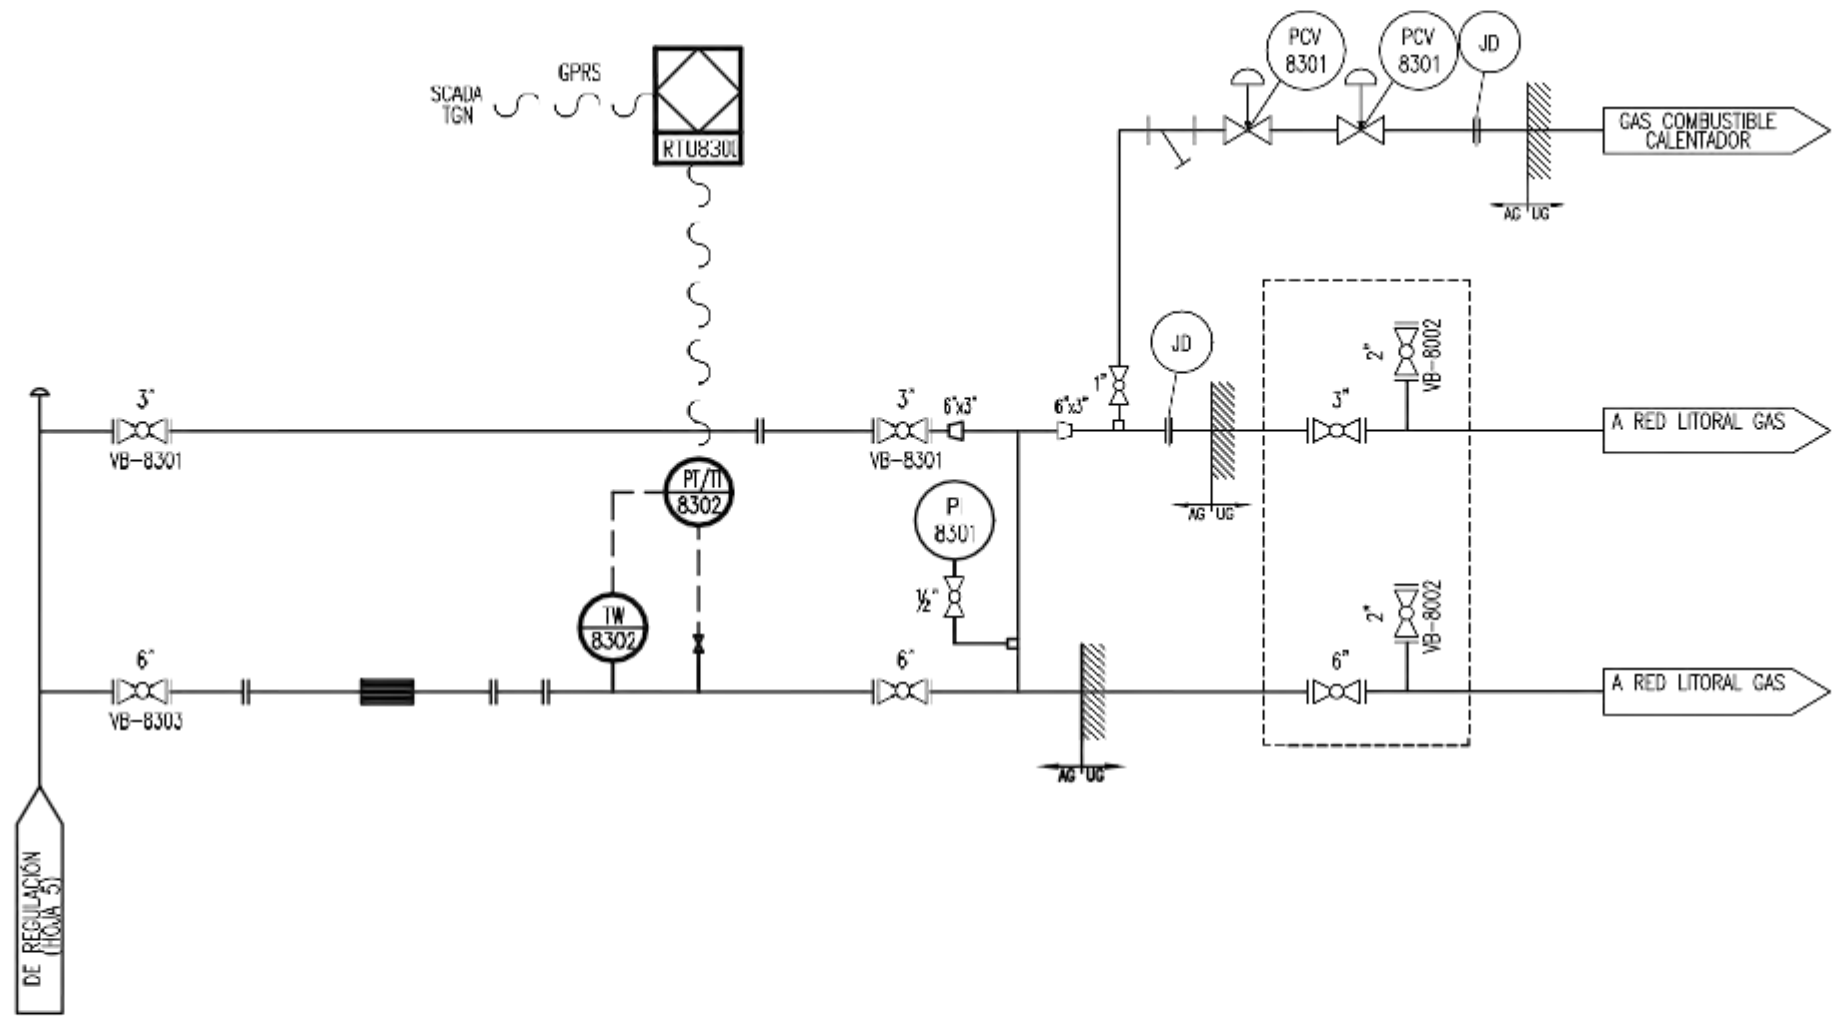 PCV
8301
PCV
8301
JD
GPRS
SCADA
TGN
RTU8300
GAS COMBUSTIBLE
CALENTADOR
AG UG
JD
1"
2"
VB-8002
3"
VB-8301
3"
VB-8301
6"x3"
6"x3"
3"
A RED LITORAL GAS
PT/TT
8302
AG UG
PI
8301
½"
TW
8302
2"
VB-8002
6"
VB-8303
6"
6"
A RED LITORAL GAS
AG UG
DE REGULACIÓN
(HOJA 5)